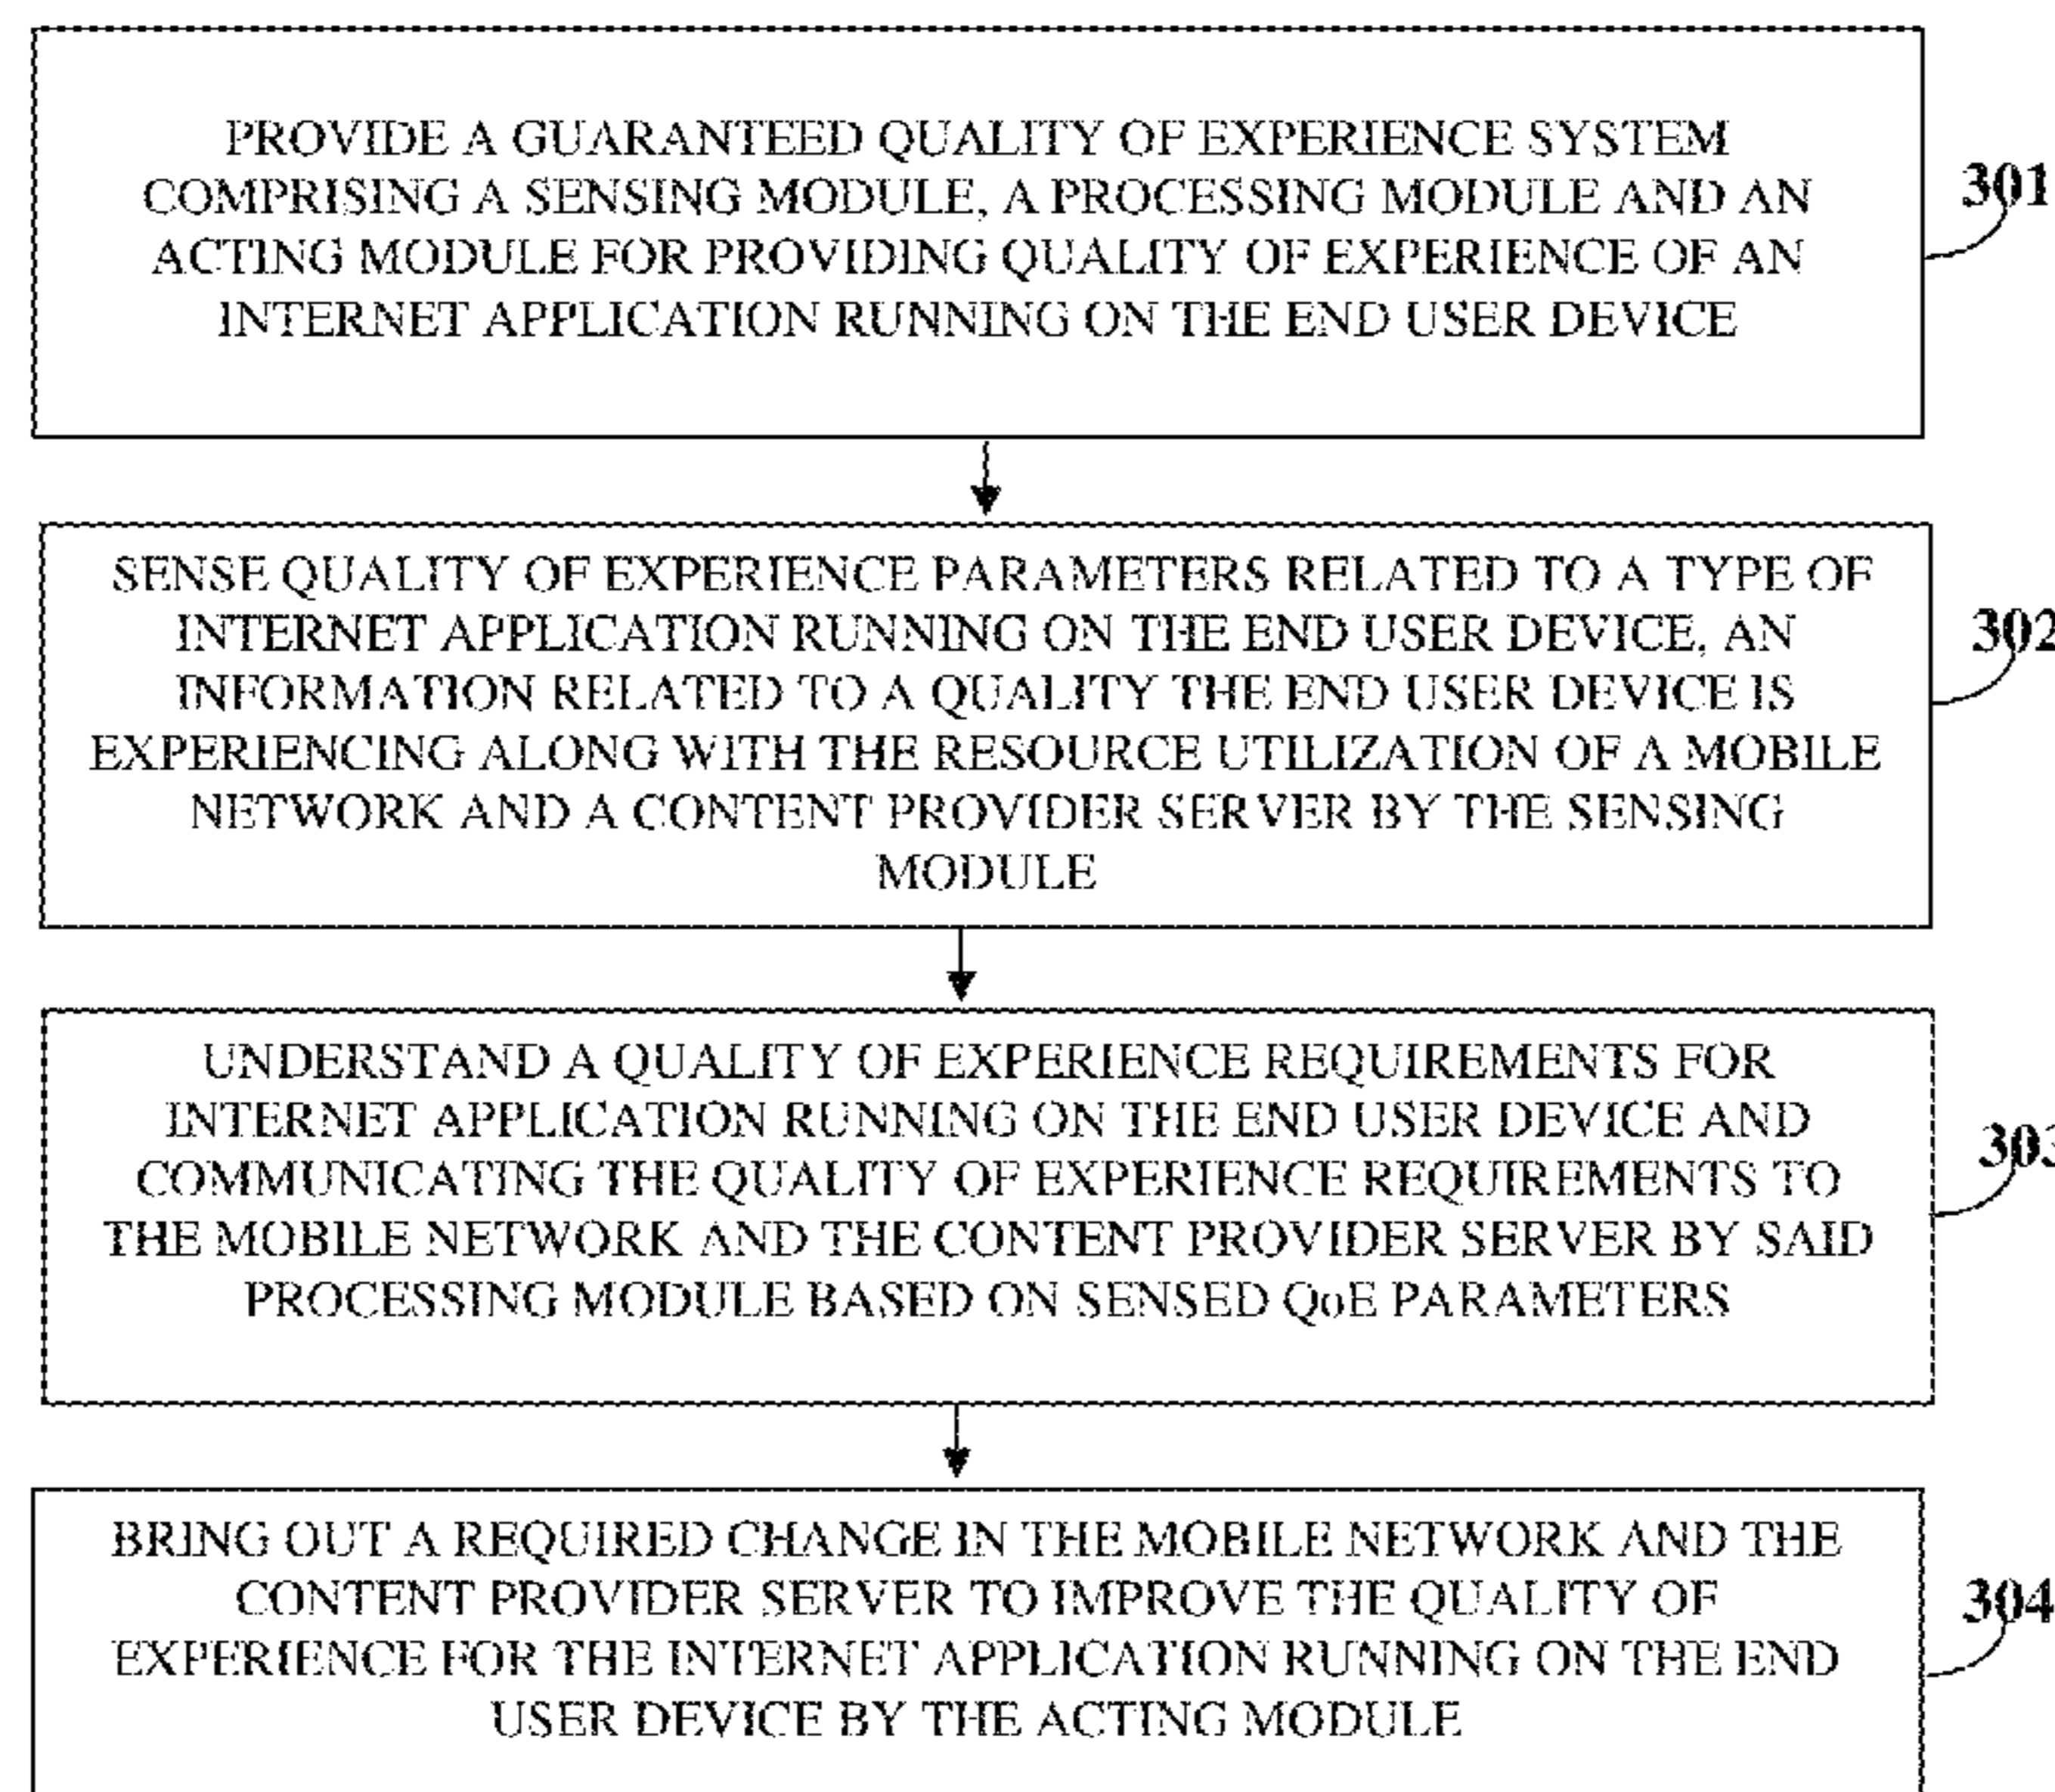 PROVIDE A GUARANTEED QUALITY OF EXPERIENCE SYSTEM
COMPRISING A SENSING MODULE, A PROCESSING MODULE AND AN
ACTING MODULE FOR PROVIDING QUALITY OF EXPERIENCE OF AN
INTERNET APPLICATION RUNNING ON THE END USER DEVICE
301
SENSE QUALITY OF EXPERIENCE PARAMETERS RELATED TO A TYPE OF
INTERNET APPLICATION RUNNING ON THE END USER DEVICE, AN
INFORMATION RELATED TO A QUALITY THE END USER DEVICE IS
EXPERIENCING ALONG WITH THE RESOURCE UTILIZATION OF A MOBILE
NETWORK AND A CONTENT PROVIDER SERVER BY THE SENSING
MODULE
302
UNDERSTAND A QUALITY OF EXPERIENCE REQUIREMENTS FOR
INTERNET APPLICATION RUNNING ON THE END USER DEVICE AND
COMMUNICATING THE QUALITY OF EXPERIENCE REQUIREMENTS TO
THE MOBILE NETWORK AND THE CONTENT PROVIDER SERVER BY SAID
PROCESSING MODULE BASED ON SENSED QoE PARAMETERS
303
BRING OUT A REQUIRED CHANGE IN THE MOBILE NETWORK AND THE
CONTENT PROVIDER SERVER TO IMPROVE THE QUALITY OF
EXPERIENCE FOR THE INTERNET APPLICATION RUNNING ON THE END
USER DEVICE BY THE ACTING MODULE
304